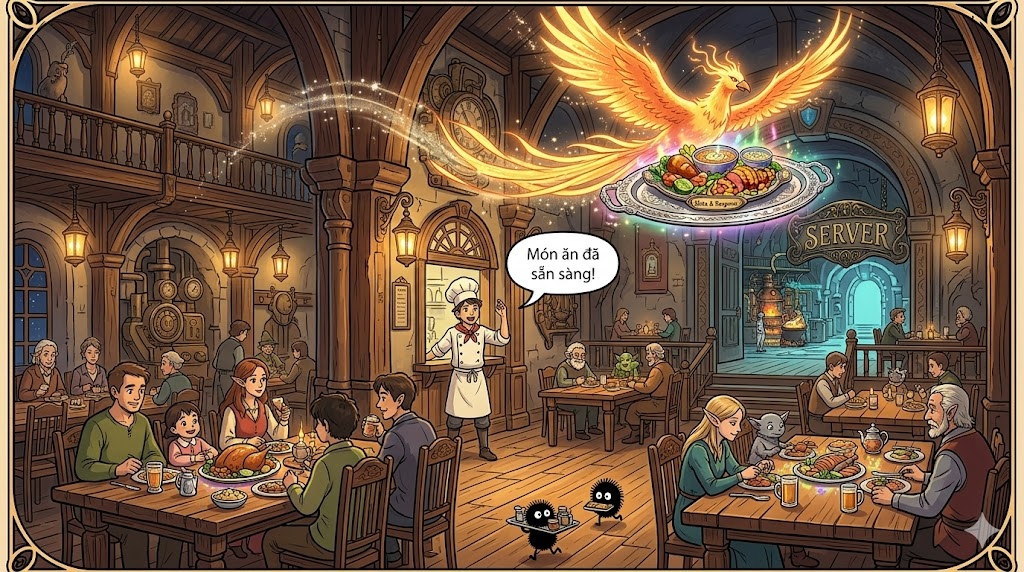 SERVER
Món ăn đã
sẵn sàng!